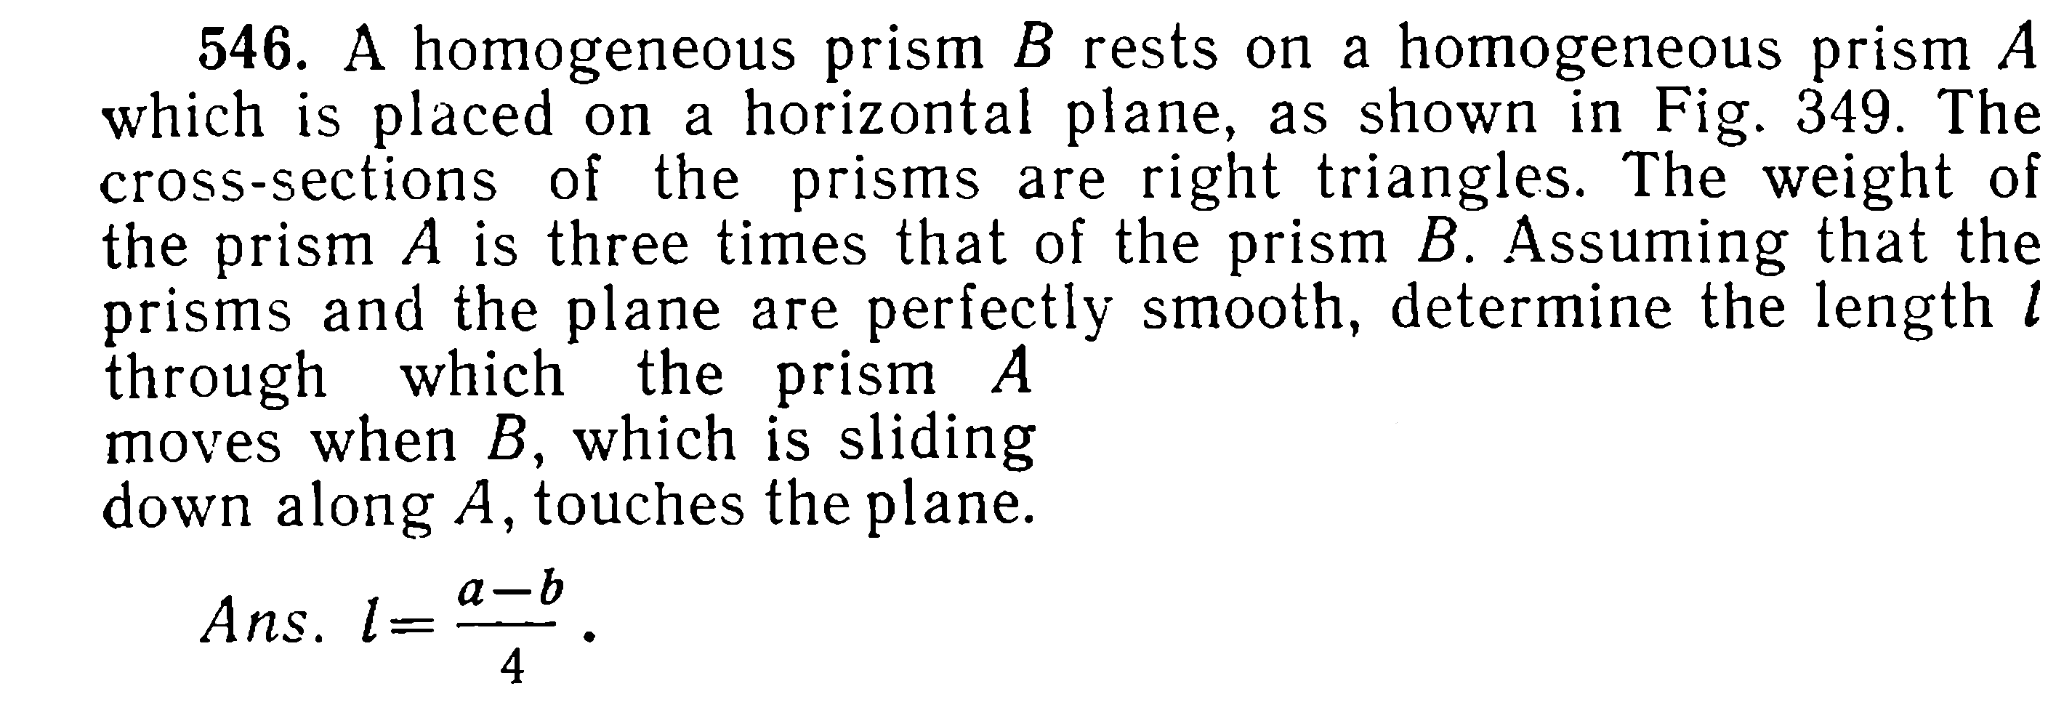 546. A homogeneous prism B rests on a homogeneous prism A
which is placed on a horizontal plane, as shown in Fig. 349. The
cross-sections of the prisms are right triangles. The weight of
the prism A is three times that of the prism B. Assuming that the
prisms and the plane are perfectly smooth, determine the length l
through which the prism A
moves when B, which is sliding
down along A, touches the plane.
Ans. l = \frac{a-b}{4}.